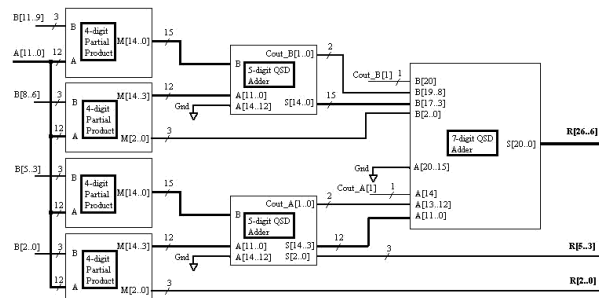 B[11..9] 3 B 4-digit Partial Product M[14..0] 15
A[11..0] 12 A
B[8..6] 3 B 4-digit Partial Product M[14..3] 12
12 A M[2..0] 3
B 5-digit QSD Adder Cout_B[1..0] 2
A[11..0]
Gnd A[14..12] S[14..0] 15
Cout_B[1] 1 B[20]
B[19..8]
B[17..3]
B[2..0]
7-digit QSD Adder S[20..0] R[26..6]
Gnd A[20..15]
Cout_A[1] 1 A[14]
A[13..12]
A[11..0]
B[5..3] 3 B 4-digit Partial Product M[14..0] 15
12 A
B[2..0] 3 B 4-digit Partial Product M[14..3] 12
12 A M[2..0] 3
B 5-digit QSD Adder Cout_A[1..0] 2
A[11..0] S[14..3] 12
Gnd A[14..12] S[2..0] 3
R[5..3]
R[2..0]